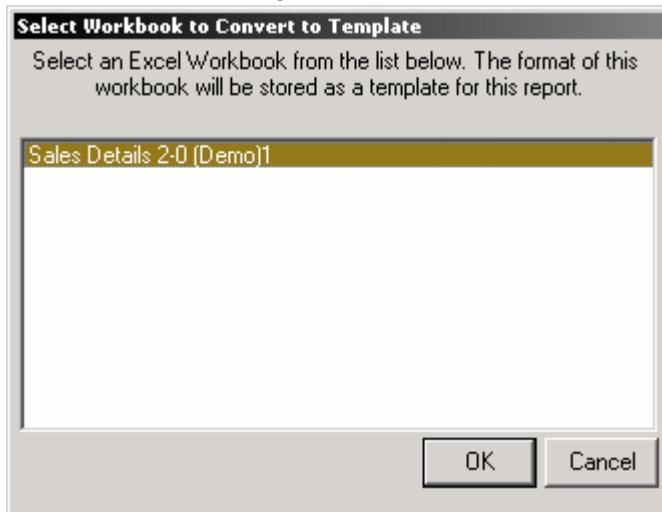 Select Workbook to Convert to Template
Select an Excel Workbook from the list below. The format of this
workbook will be stored as a template for this report.
Sales Details 2-0 (Demo)1
OK Cancel